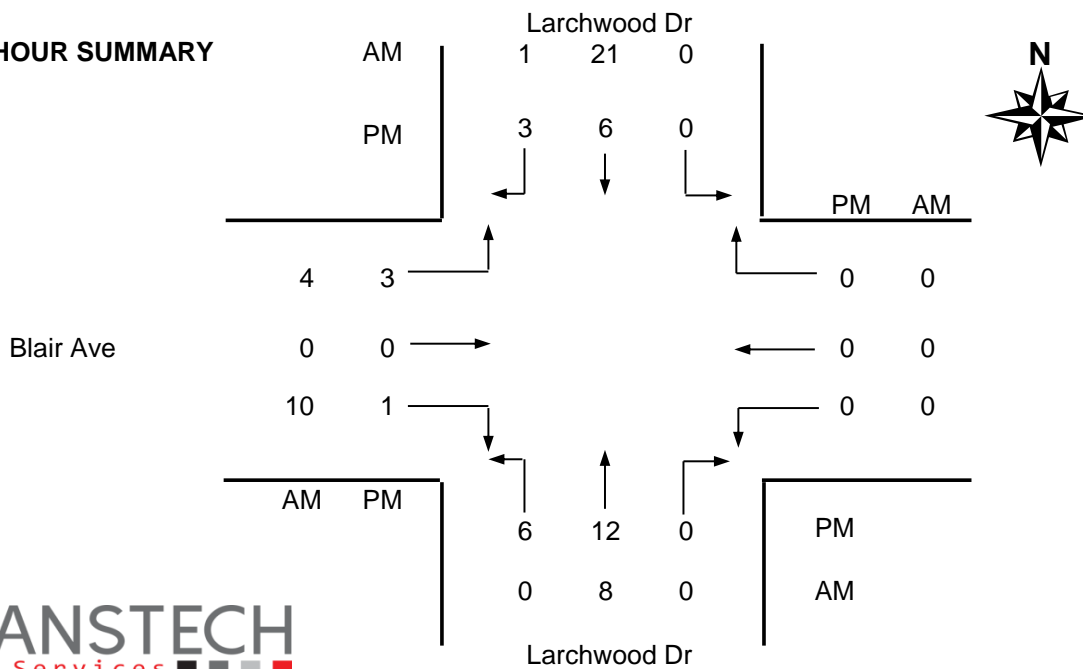 Larchwood Dr
HOUR SUMMARY AM 1 21 0
N
PM 3 6 0
PM AM
4 3 0 0
Blair Ave 0 0 0 0
10 1 0 0
AM PM
6 12 0 PM
0 8 0 AM
ANSTECH
Services
Larchwood Dr